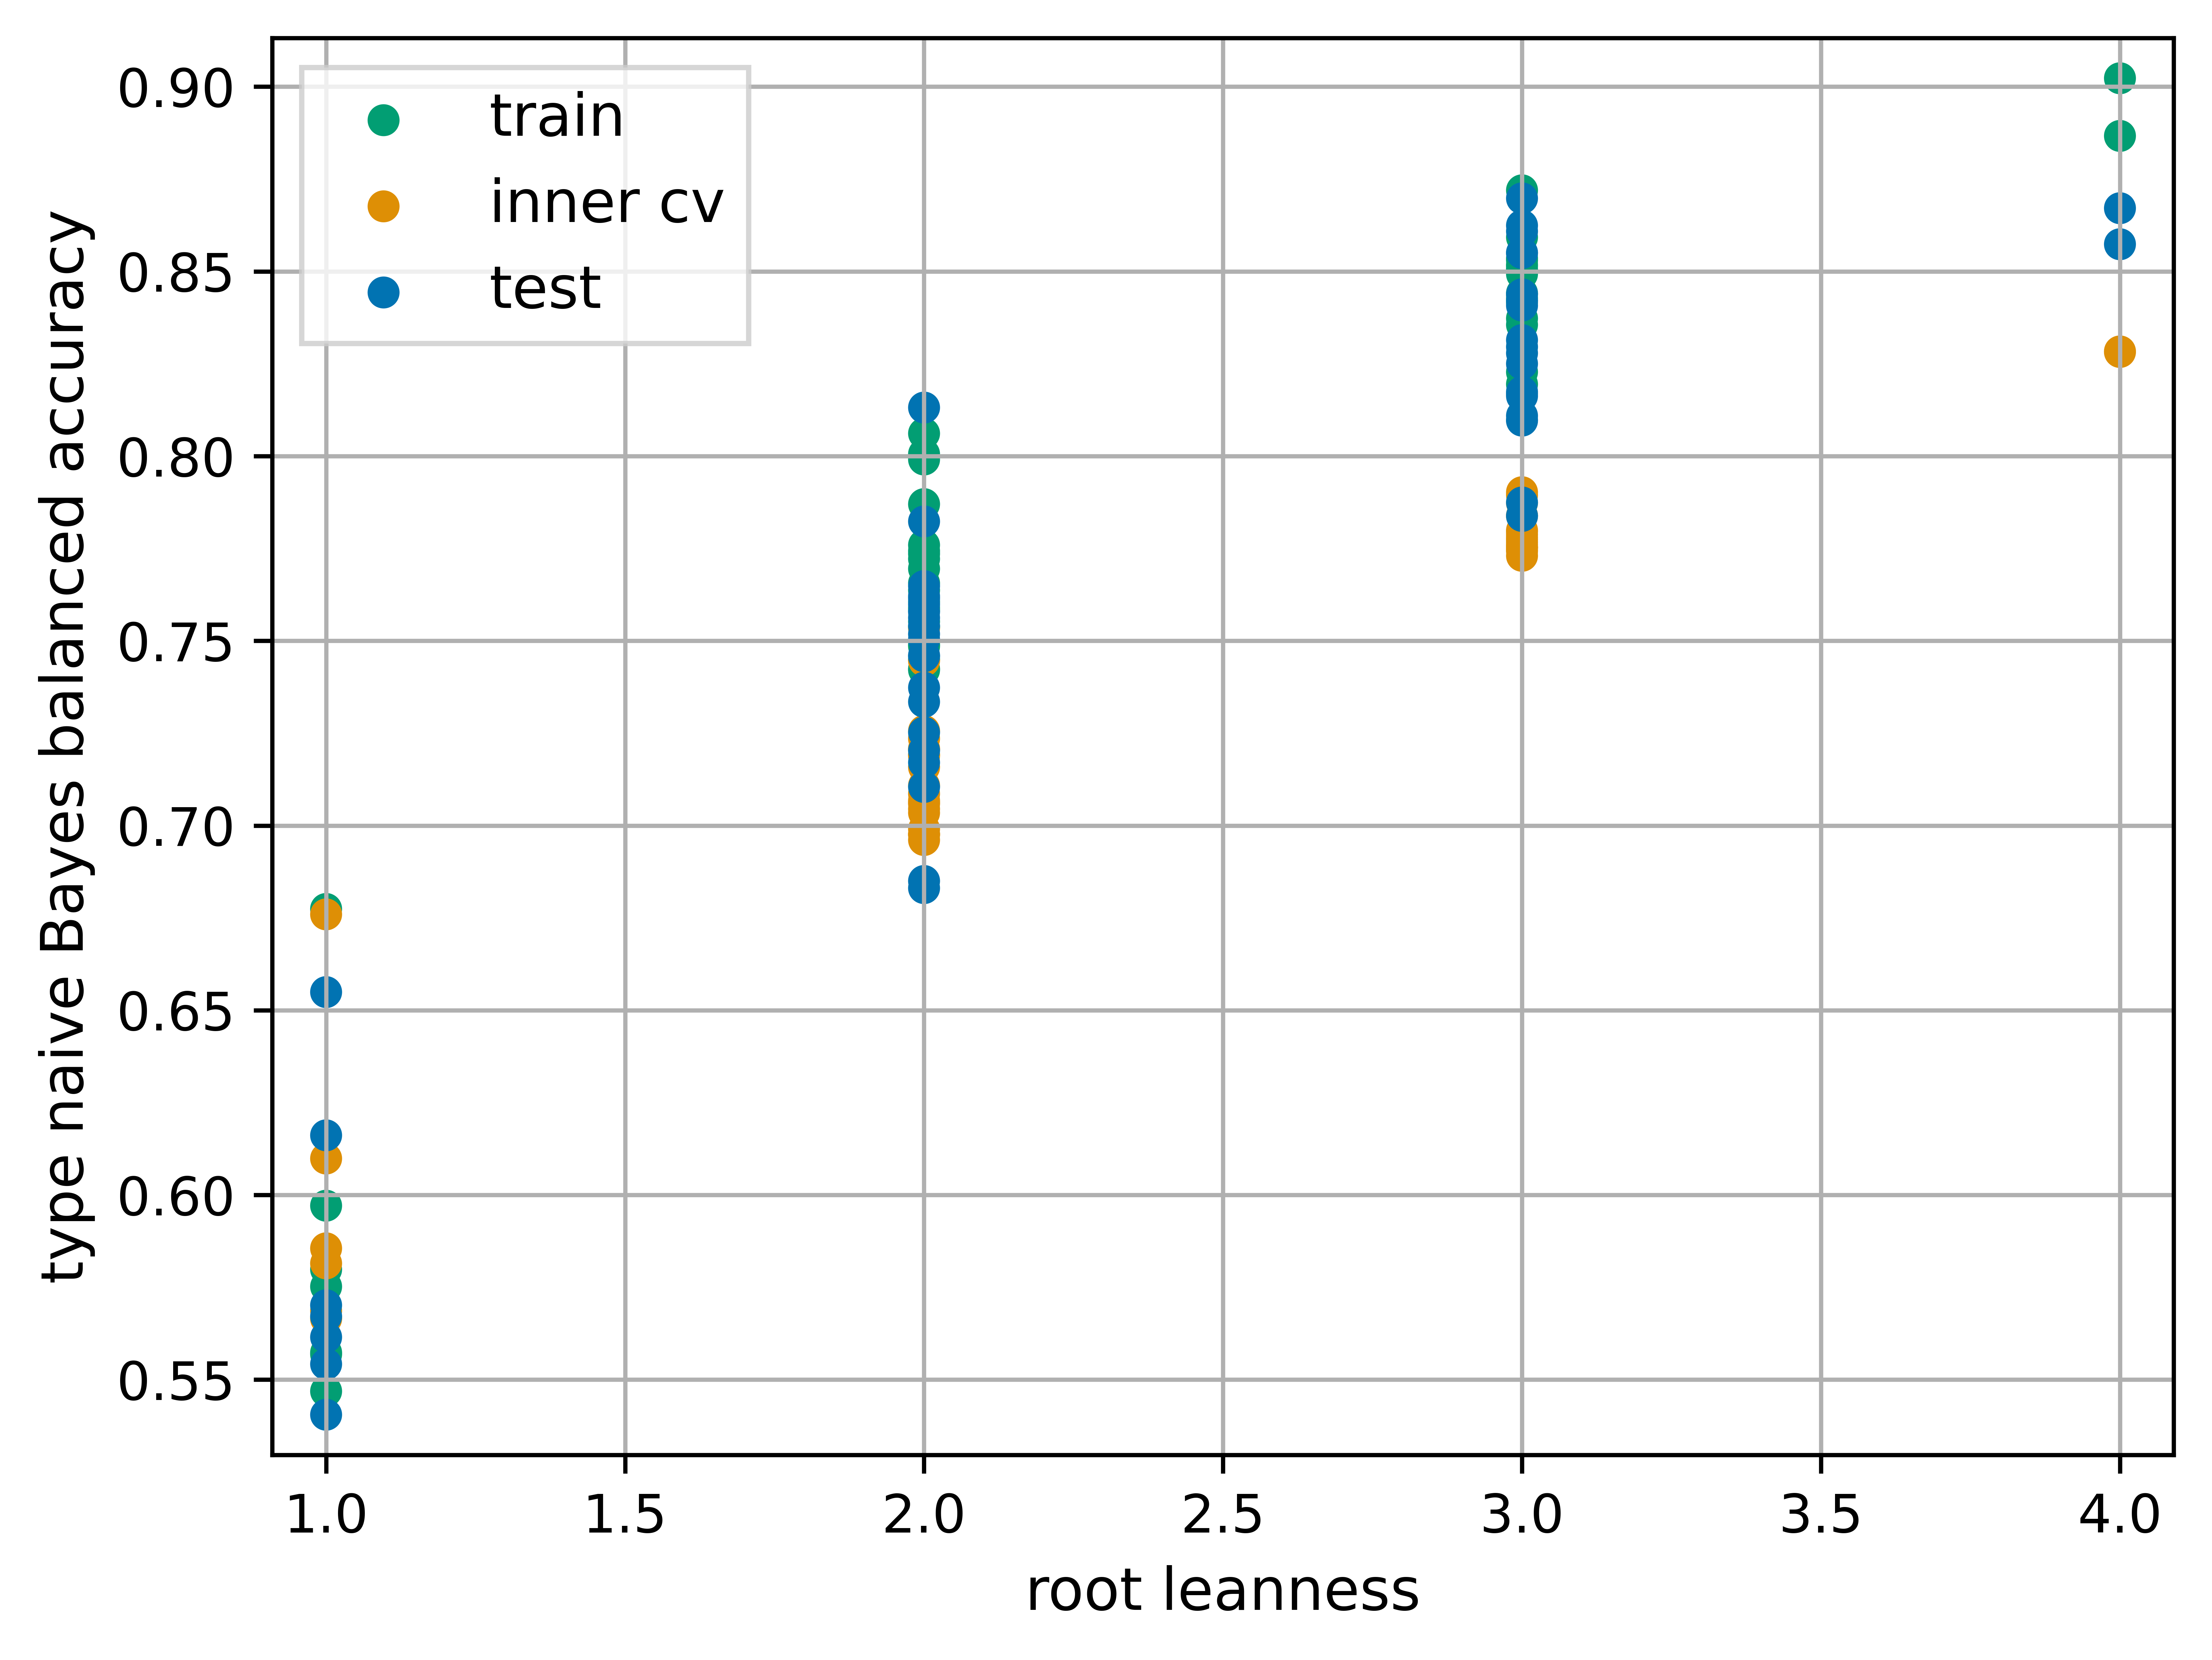 type naive Bayes balanced accuracy
0.90
0.85
0.80
0.75
0.70
0.65
0.60
0.55
train
inner cv
test
1.0 1.5 2.0 2.5 3.0 3.5 4.0
root leanness